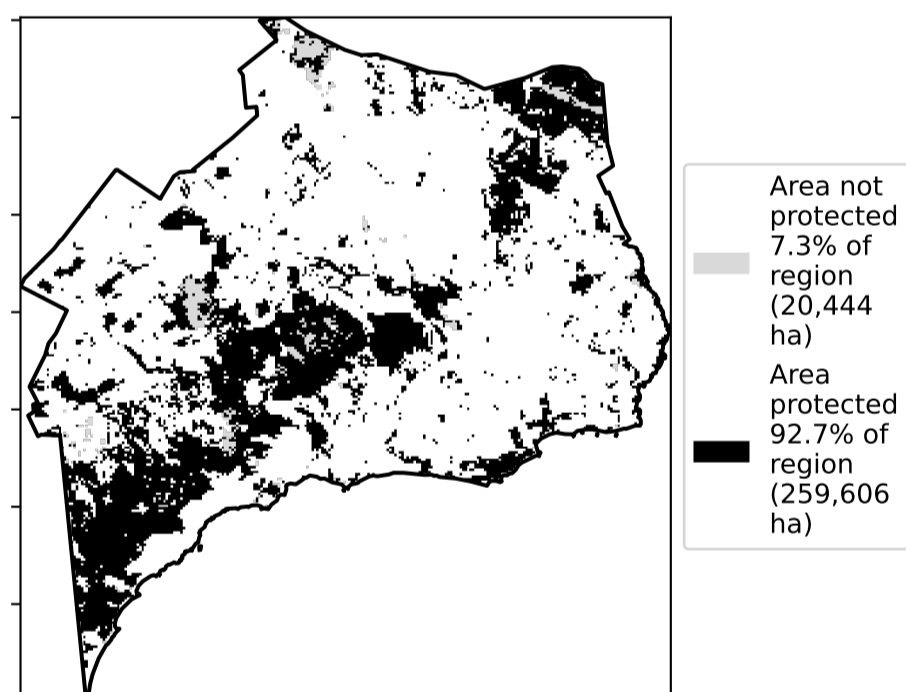 Area not
protected
7.3% of
region
(20,444
ha)
Area
protected
92.7% of
region
(259,606
ha)